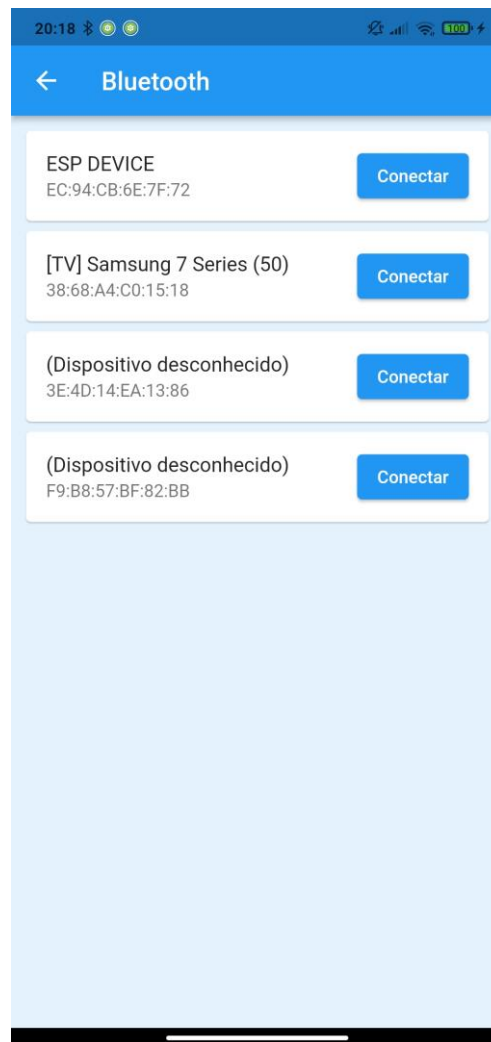 20:18
100
Bluetooth
ESP DEVICE
EC:94:CB:6E:7F:72
Conectar
[TV] Samsung 7 Series (50)
38:68:A4:C0:15:18
Conectar
(Dispositivo desconhecido)
3E:4D:14:EA:13:86
Conectar
(Dispositivo desconhecido)
F9:B8:57:BF:82:BB
Conectar